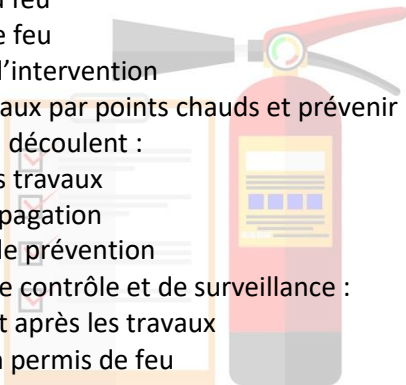 feu
e feu
l’intervention
aux par points chauds et prévenir
découlent :
s travaux
pagation
de prévention
e contrôle et de surveillance :
t après les travaux
permis de feu